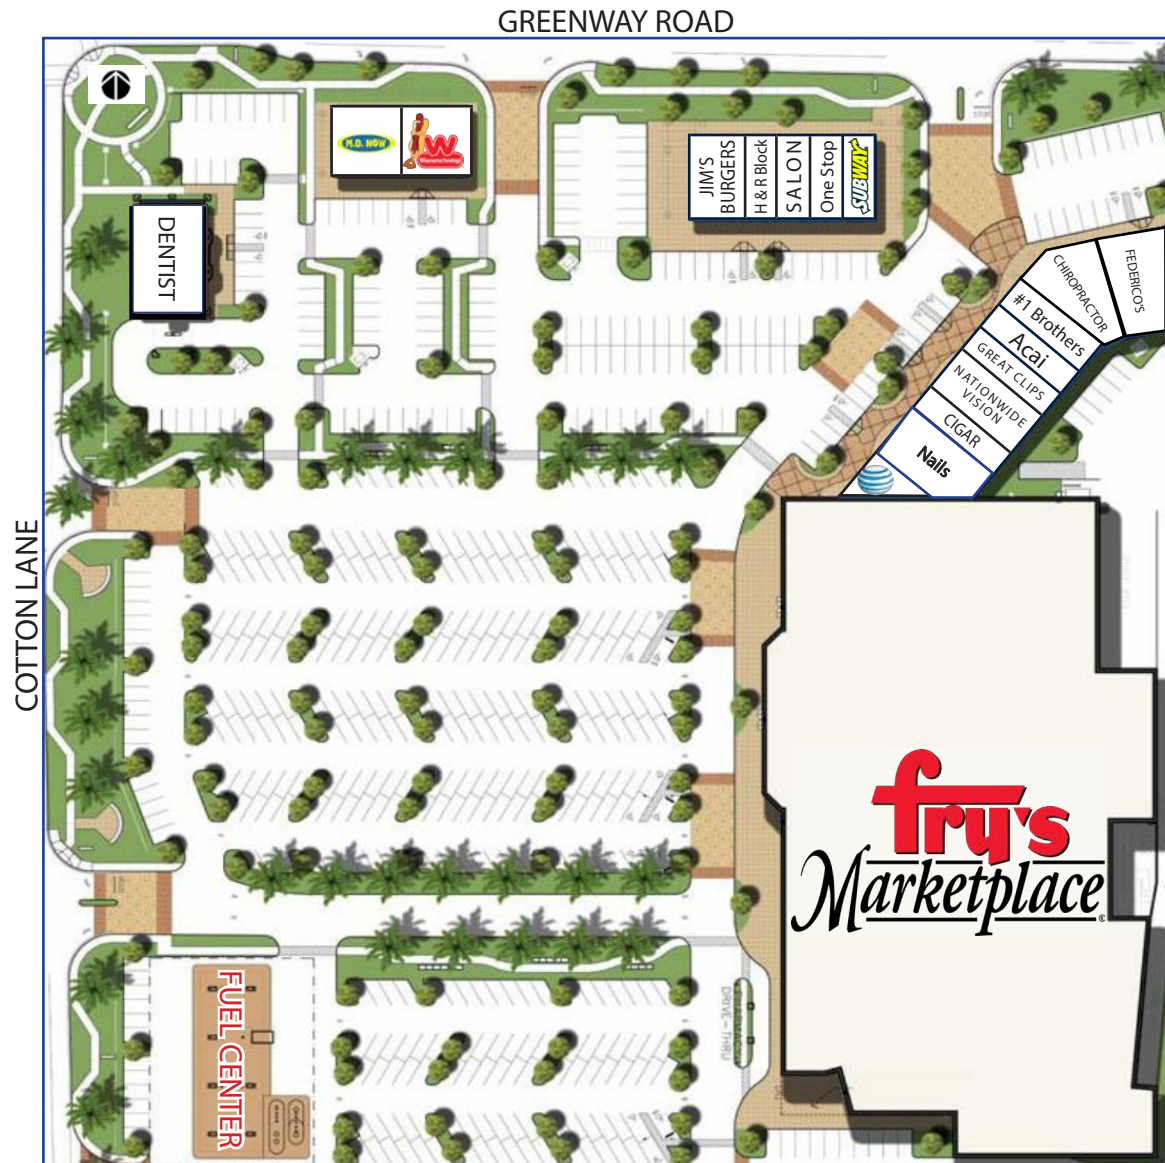 GREENWAY ROAD
COTTON LANE
M.D. NOW
W
Wienerschnitzel
DENTIST
JIM'S
BURGERS
H & R Block
SALON
One Stop
SUBWAY
FEDERICO'S
CHIROPRACTOR
#1 Brothers
Acai
GREAT CLIPS
NATIONWIDE
VISION
CIGAR
Nails
fry's
Marketplace
PHARMACY
DRIVE-THRU
FUEL CENTER